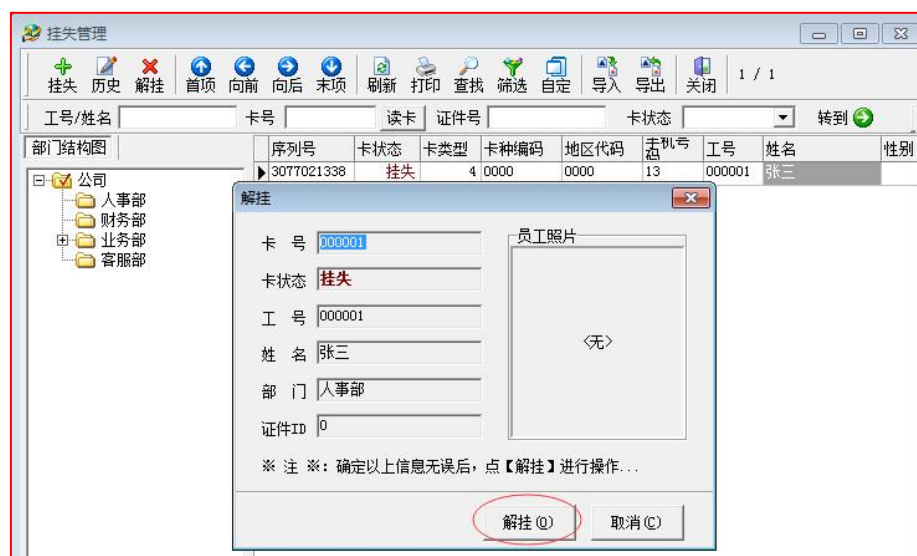 挂失管理
挂失 历史 解挂 首项 向前 向后 末项 刷新 打印 查找 筛选 自定 导入 导出 关闭 1 / 1
工号/姓名 卡号 读卡 证件号 卡状态 转到
部门结构图
序列号 卡状态 卡类型 卡种编码 地区代码 主机号 工号 姓名 性别
3077021338 挂失 4 0000 0000 13 000001 张三
公司
人事部
财务部
业务部
客服部
解挂
卡 号 000001
员工照片
卡状态 挂失
工 号 000001
<无>
姓 名 张三
部 门 人事部
证件ID 0
※ 注 ※: 确定以上信息无误后，点【解挂】进行操作...
解挂(O) 取消(C)